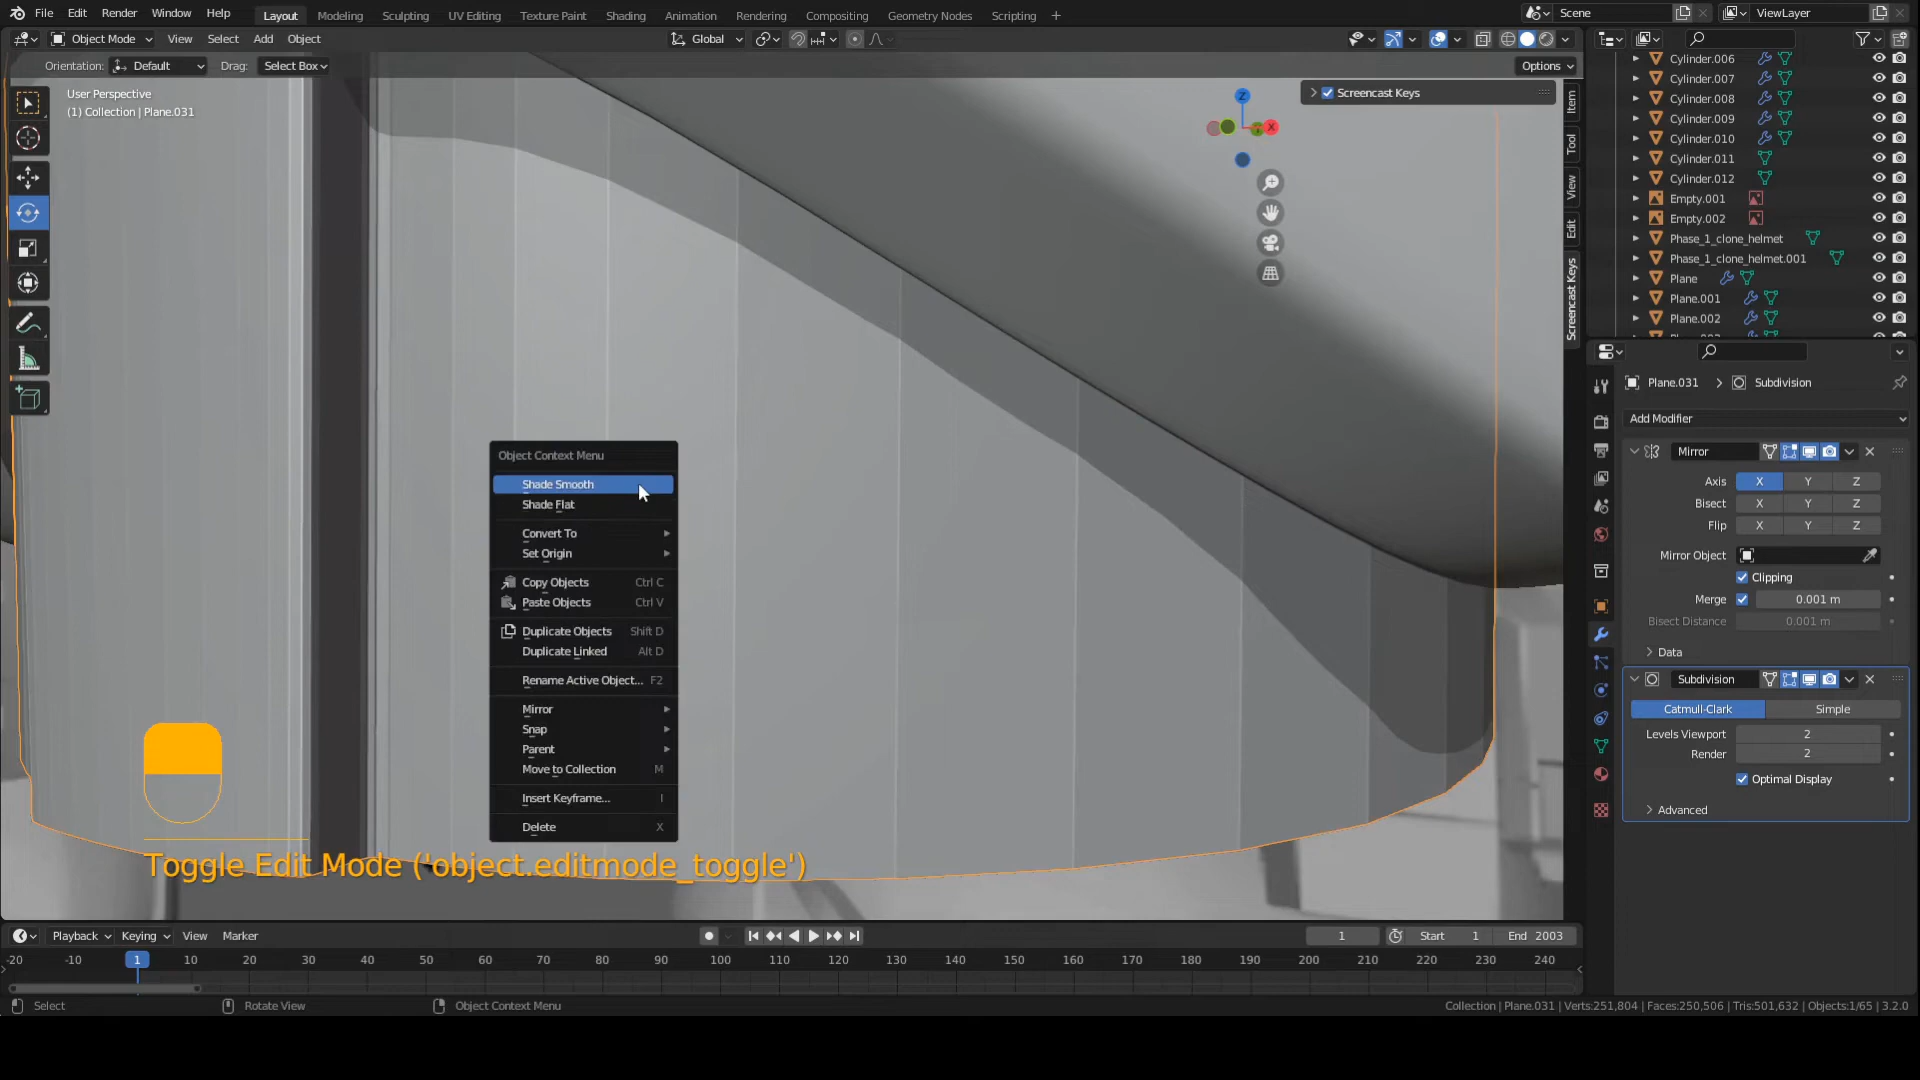 File Edit Render Window Help Layout Modeling Sculpting UV Editing Texture Paint Shading Animation Rendering Compositing Geometry Nodes Scripting Scene ViewLayer
Object Mode View Select Add Object Global
Orientation: Default Drag: Select Box Options
User Perspective
(1) Collection | Plane.031
Screencast Keys
Z
X
Item
Tool
View
Edit
Screencast Keys
Cylinder.006
Cylinder.007
Cylinder.008
Cylinder.009
Cylinder.010
Cylinder.011
Cylinder.012
Empty.001
Empty.002
Phase_1_clone_helmet
Phase_1_clone_helmet.001
Plane
Plane.001
Plane.002
Plane.031 Subdivision
Add Modifier
Mirror
Axis X Y Z
Bisect X Y Z
Flip X Y Z
Mirror Object
Clipping
Merge 0.001 m
Bisect Distance 0.001 m
Data
Subdivision
Catmull-Clark Simple
Levels Viewport 2
Render 2
Optimal Display
Advanced
Object Context Menu
Shade Smooth
Shade Flat
Convert To
Set Origin
Copy Objects Ctrl C
Paste Objects Ctrl V
Duplicate Objects Shift D
Duplicate Linked Alt D
Rename Active Object... F2
Mirror
Snap
Parent
Move to Collection M
Insert Keyframe... I
Delete X
Toggle Edit Mode ('object.editmode_toggle')
Playback Keying View Marker 1 Start 1 End 2003
-20 -10 1 10 20 30 40 50 60 70 80 90 100 110 120 130 140 150 160 170 180 190 200 210 220 230 240
Select Rotate View Object Context Menu Collection | Plane.031 | Verts:251,804 | Faces:250,506 | Tris:501,632 | Objects:1/65 | 3.2.0